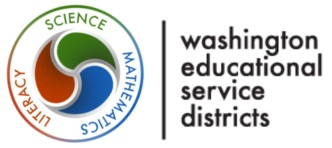 SCIENCE
MATHEMATICS
LITERACY
washington
educational
service
districts